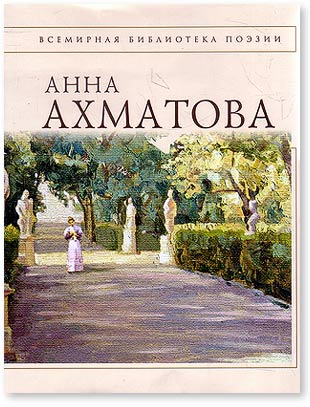 ВСЕМИРНАЯ БИБЛИОТЕКА ПОЭЗИИ
АННА
АХМАТОВА